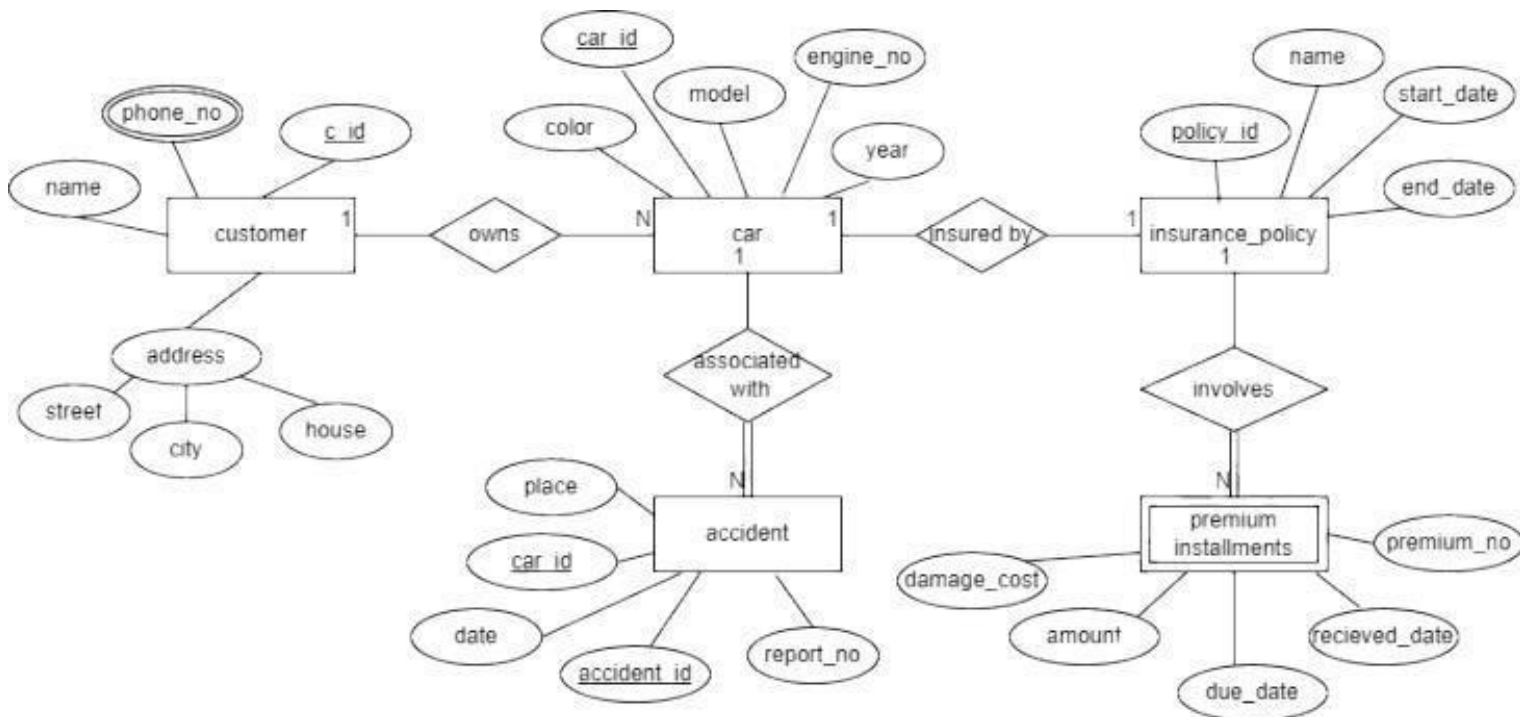 car_id
engine_no
name
model
start_date
phone_no
c_id
color
policy_id
year
name
end_date
customer
1
owns
N
car
1
1
insured by
1
insurance_policy
1
address
associated
with
involves
street
city
house
place
N
N
accident
premium
installments
premium_no
car_id
damage_cost
date
accident_id
report_no
amount
due_date
recieved_date